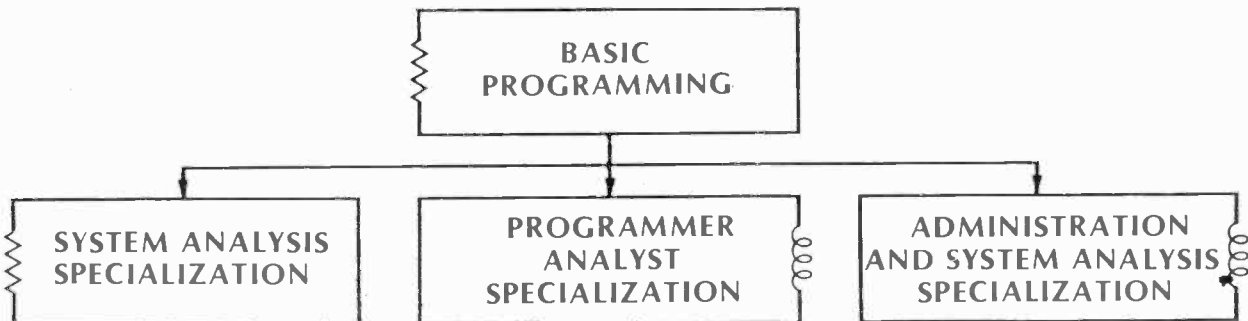 BASIC
PROGRAMMING
SYSTEM ANALYSIS
SPECIALIZATION
PROGRAMMER
ANALYST
SPECIALIZATION
ADMINISTRATION
AND SYSTEM ANALYSIS
SPECIALIZATION